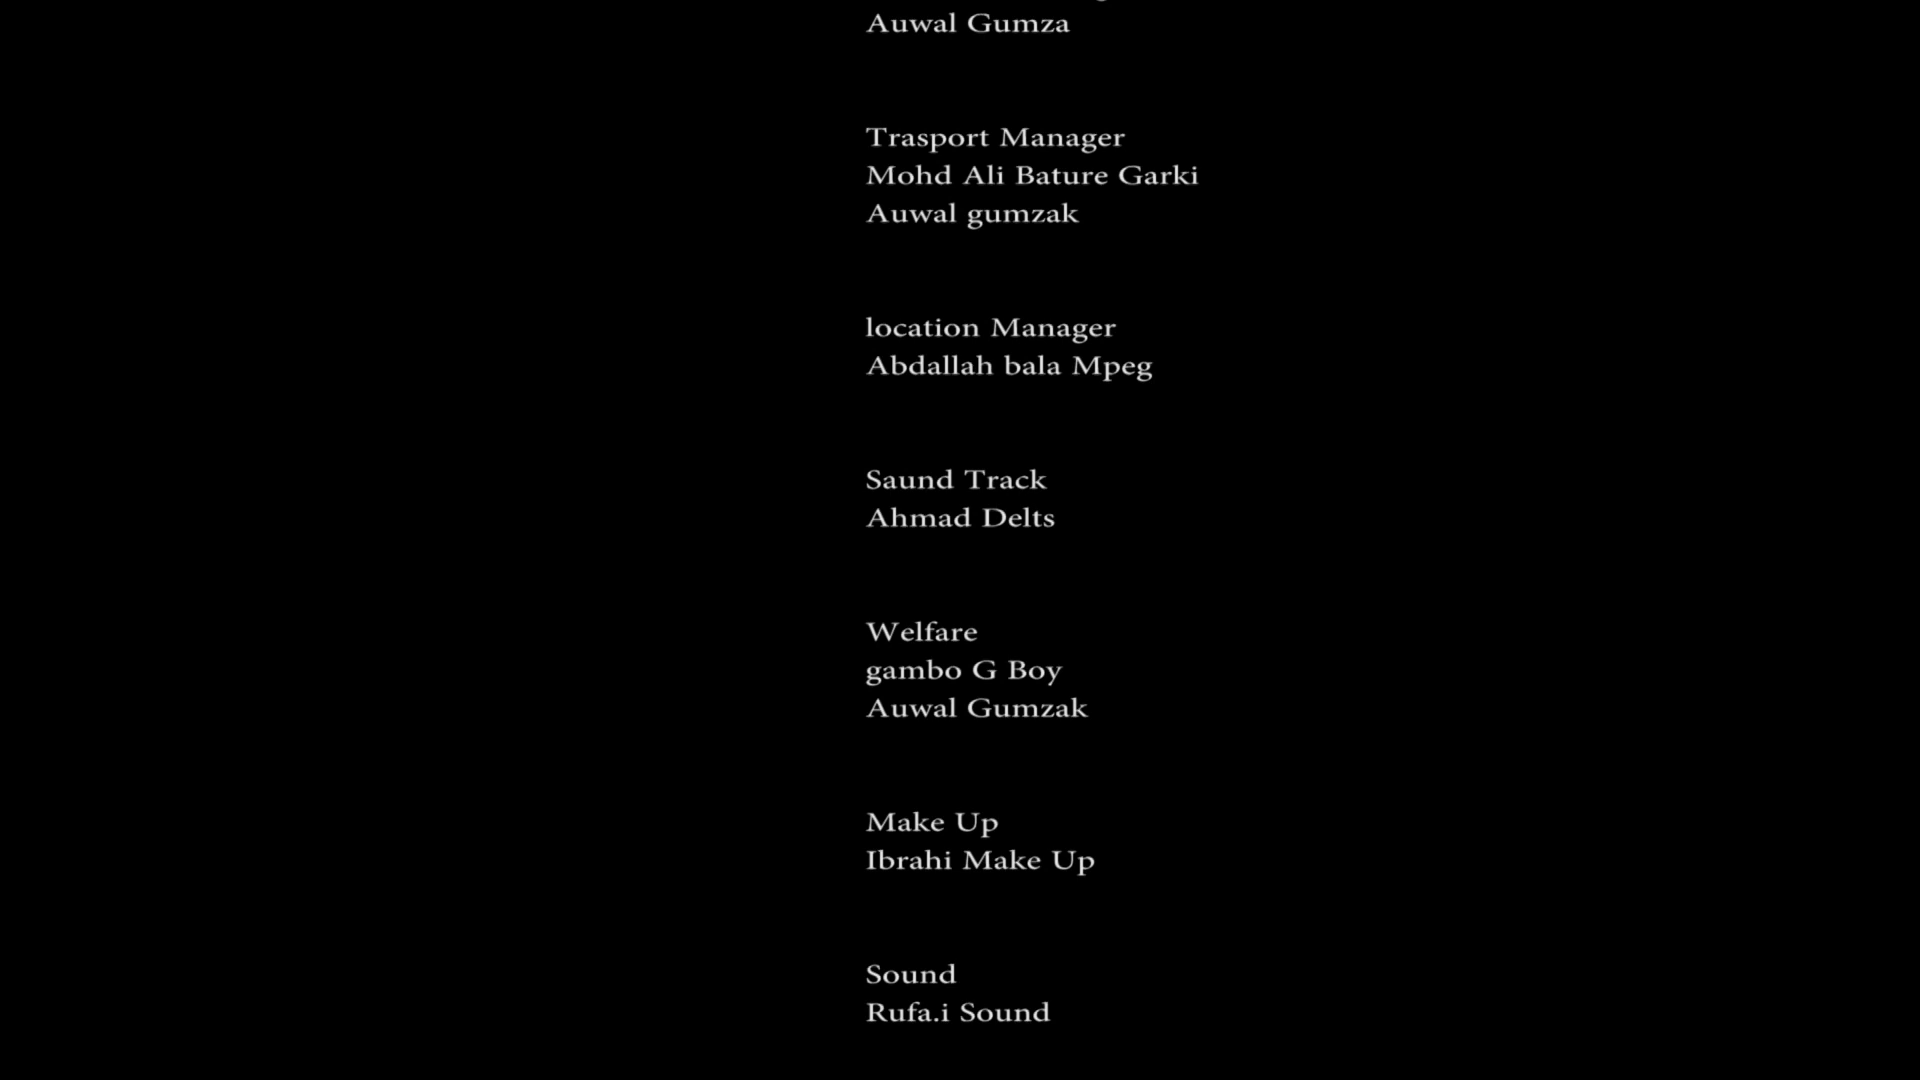 Auwal Gumza
Trasport Manager
Mohd Ali Bature Garki
Auwal gumzak
location Manager
Abdallah bala Mpeg
Saund Track
Ahmad Delts
Welfare
gambo G Boy
Auwal Gumzak
Make Up
Ibrahi Make Up
Sound
Rufa.i Sound